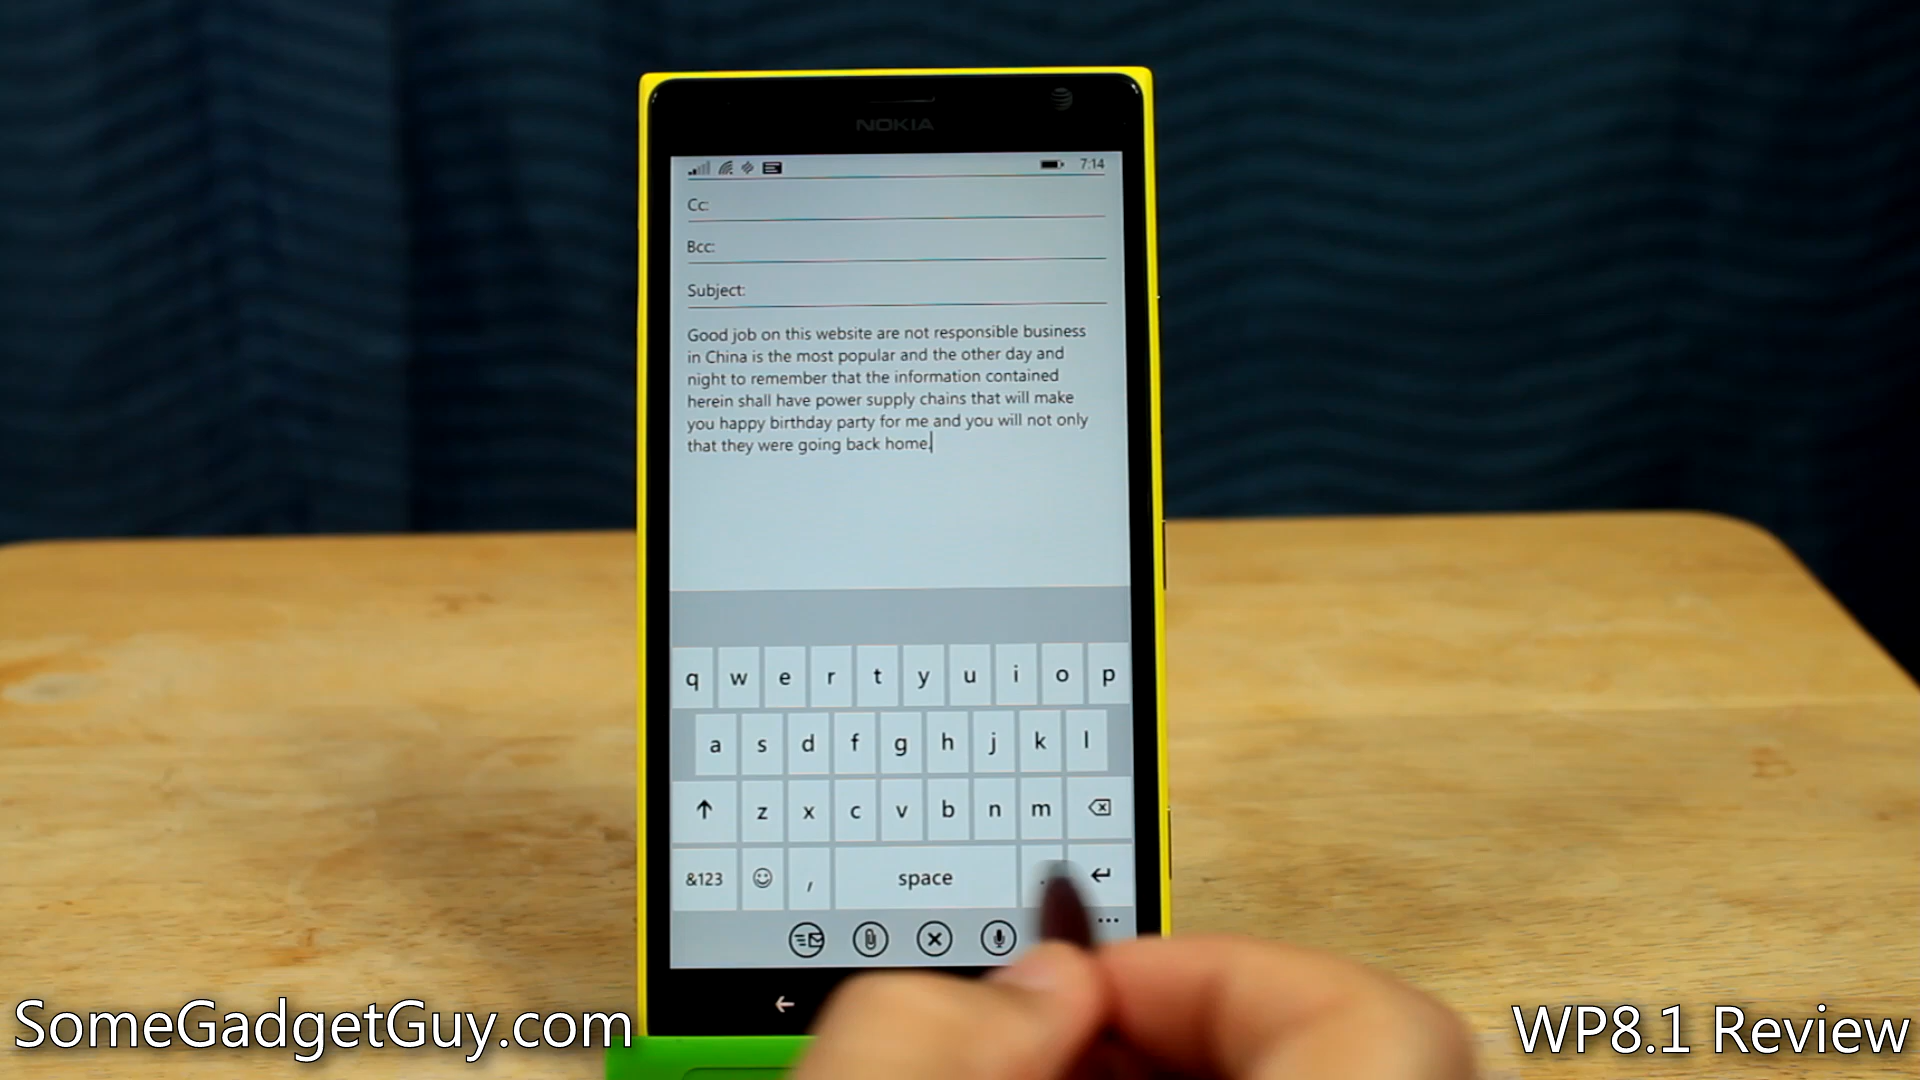 NOKIA
7:14
Cc:
Bcc:
Subject:
Good job on this website are not responsible business
in China is the most popular and the other day and
night to remember that the information contained
herein shall have power supply chains that will make
you happy birthday party for me and you will not only
that they were going back home.
q w e r t y u i o p
a s d f g h j k l
z x c v b n m
&123 , space .
SomeGadgetGuy.com
WP8.1 Review